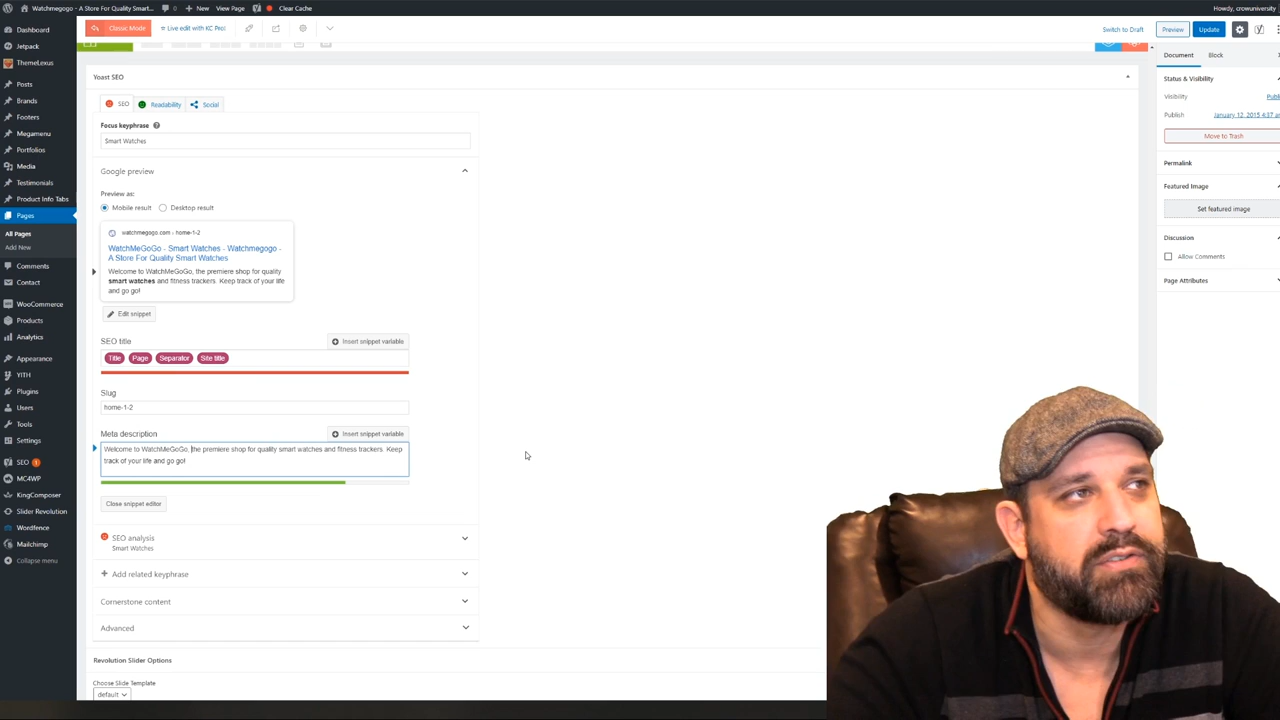 Watchmegogo - A Store For Quality Smart... 0 New View Page Clear Cache Howdy, crowuniversity
Classic Mode Live edit with KC Pro! Switch to Draft Preview Update
Dashboard
Jetpack
ThemeLexus
Posts
Brands
Footers
Megamenu
Portfolios
Media
Testimonials
Product Info Tabs
Pages
All Pages
Add New
Comments
Contact
WooCommerce
Products
Analytics
Appearance
YITH
Plugins
Users
Tools
Settings
SEO 1
MC4WP
KingComposer
Slider Revolution
Wordfence
Mailchimp
Collapse menu
Yoast SEO
SEO Readability Social
Focus keyphrase
Smart Watches
Google preview
Preview as:
Mobile result Desktop result
watchmegogo.com › home-1-2
WatchMeGoGo - Smart Watches - Watchmegogo -
A Store For Quality Smart Watches
Welcome to WatchMeGoGo, the premiere shop for quality
smart watches and fitness trackers. Keep track of your life
and go go!
Edit snippet
SEO title Insert snippet variable
Title Page Separator Site title
Slug
home-1-2
Meta description Insert snippet variable
Welcome to WatchMeGoGo, the premiere shop for quality smart watches and fitness trackers. Keep
track of your life and go go!
Close snippet editor
SEO analysis
Smart Watches
Add related keyphrase
Cornerstone content
Advanced
Revolution Slider Options
Choose Slide Template
default
Document Block
Status & Visibility
Visibility Publ
Publish January 12, 2015 4:37 a
Move to Trash
Permalink
Featured Image
Set featured image
Discussion
Allow Comments
Page Attributes